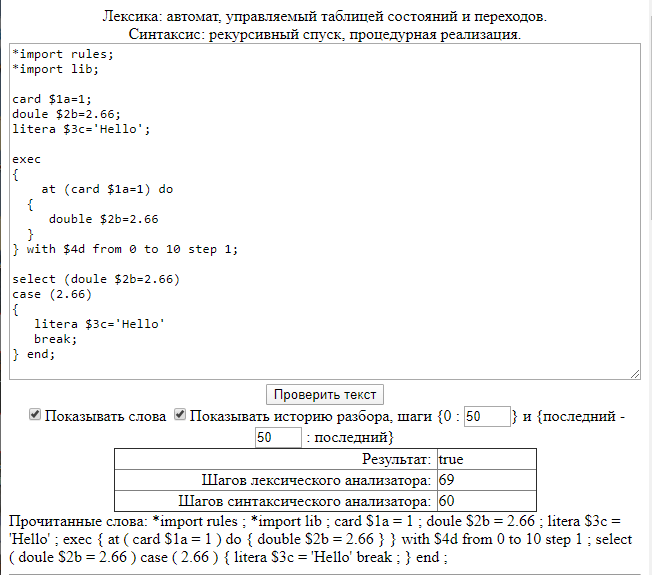 Лексика: автомат, управляемый таблицей состояний и переходов.
Синтаксис: рекурсивный спуск, процедурная реализация.
*import rules;
*import lib;
card $1a=1;
doule $2b=2.66;
litera $3c='Hello';
exec
{
at (card $1a=1) do
{
double $2b=2.66
}
} with $4d from 0 to 10 step 1;
select (doule $2b=2.66)
case (2.66)
{
litera $3c='Hello'
break;
} end;
Проверить текст
Показывать слова Показывать историю разбора, шаги {0 : 50 } и {последний -
50 : последний}
Результат: true
Шагов лексического анализатора: 69
Шагов синтаксического анализатора: 60
Прочитанные слова: *import rules ; *import lib ; card $1a = 1 ; doule $2b = 2.66 ; litera $3c =
'Hello' ; exec { at ( card $1a = 1 ) do { double $2b = 2.66 } } with $4d from 0 to 10 step 1 ; select
( doule $2b = 2.66 ) case ( 2.66 ) { litera $3c = 'Hello' break ; } end ;